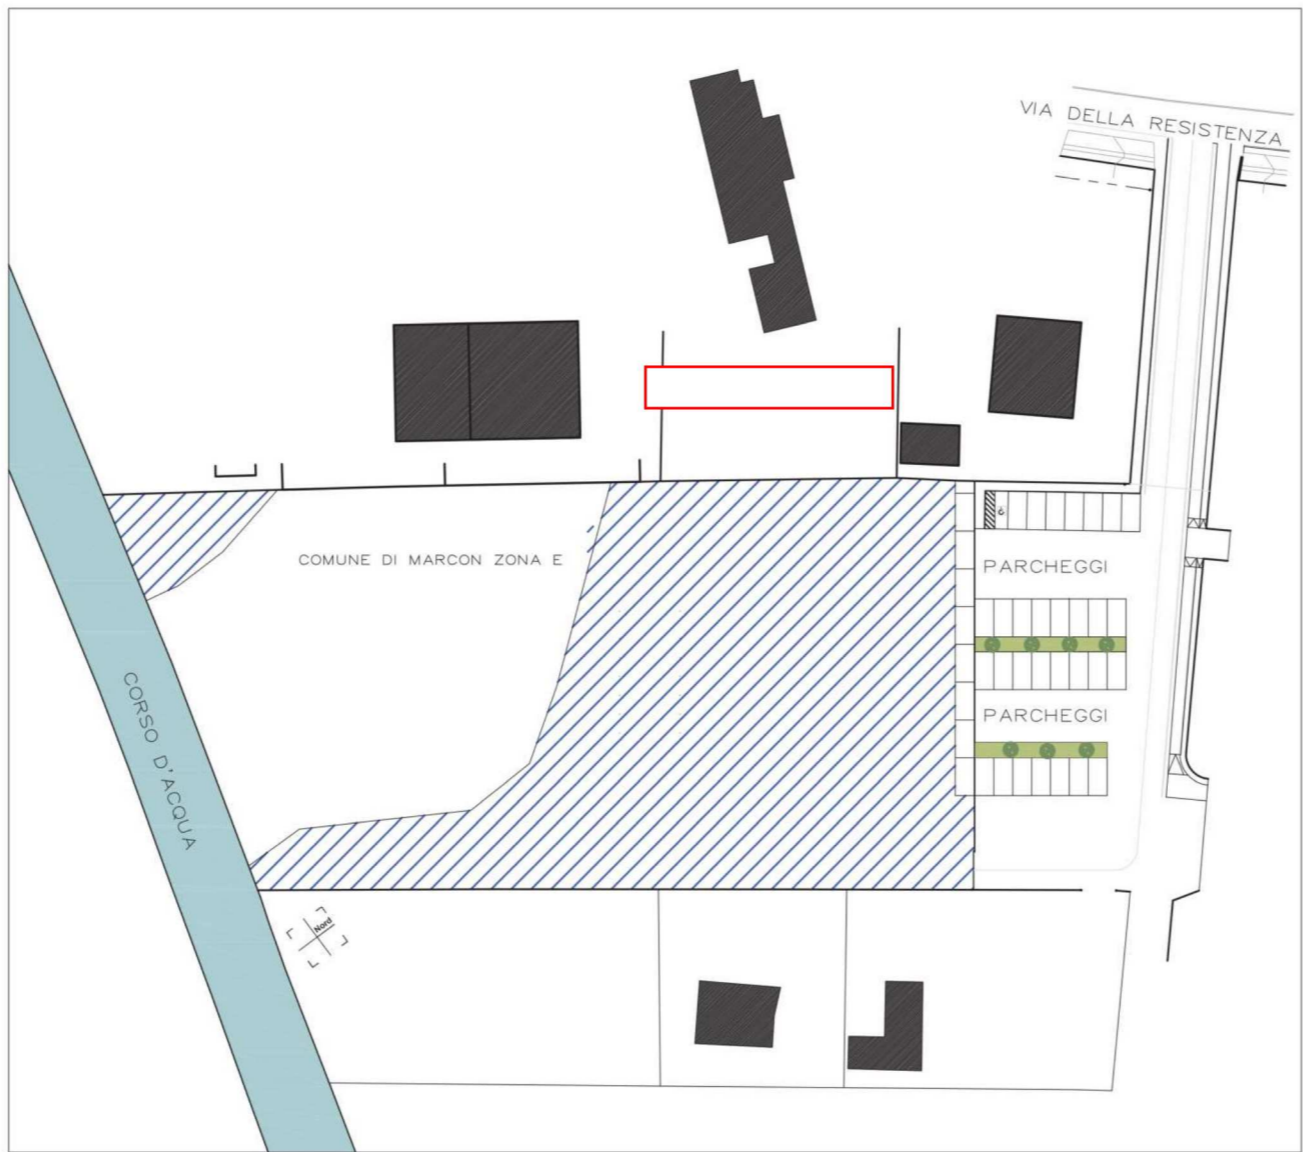 VIA DELLA RESISTENZA
COMUNE DI MARCON ZONA E
PARCHEGGI
PARCHEGGI
CORSO D'ACQUA
Nord